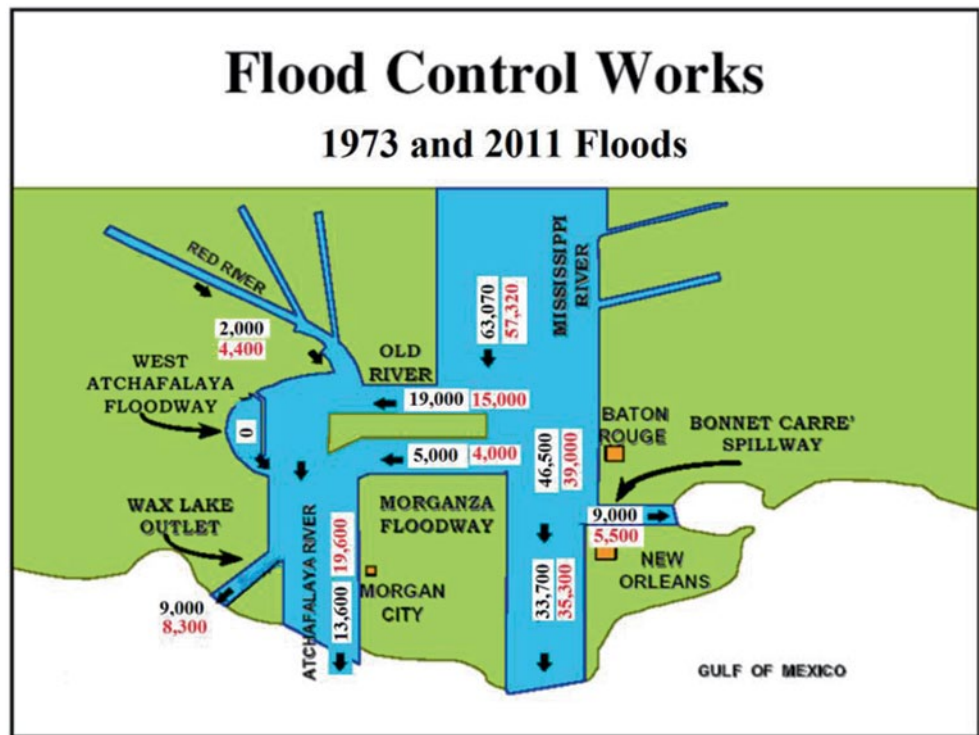 Flood Control Works
1973 and 2011 Floods
RED RIVER
MISSISSIPPI
RIVER
63,070
57,320
2,000
4,400
WEST
ATCHAFALAYA
FLOODWAY
OLD
RIVER
19,000 15,000
0
5,000 4,000
46,500
39,000
BATON
ROUGE
BONNET CARRE'
SPILLWAY
WAX LAKE
OUTLET
MORGANZA
FLOODWAY
9,000
5,500
ATCHAFALAYA RIVER
13,600 19,600
MORGAN
CITY
33,700
35,300
NEW
ORLEANS
9,000
8,300
GULF OF MEXICO